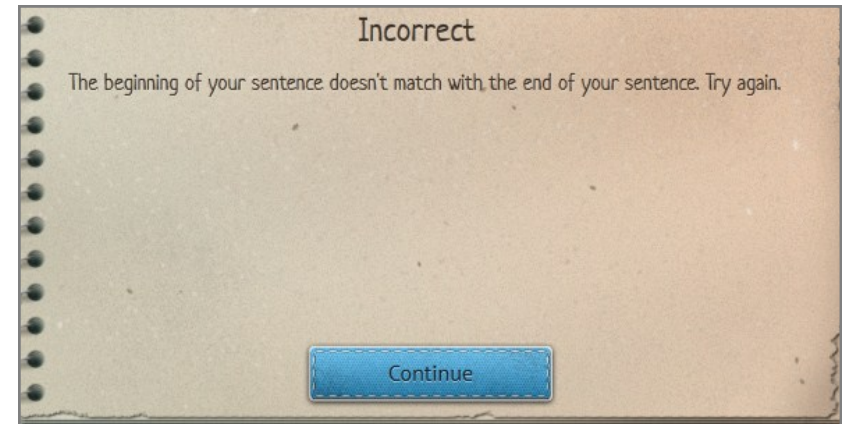 Incorrect
The beginning of your sentence doesn't match with the end of your sentence. Try again.
Continue